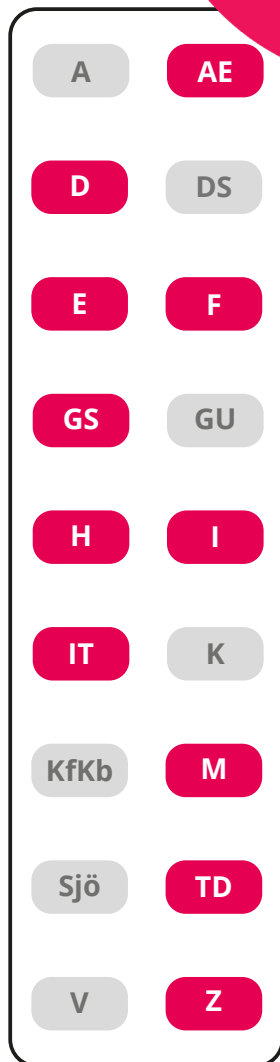 A AE
D DS
E F
GS GU
H I
IT K
KfKb M
Sjö TD
V Z